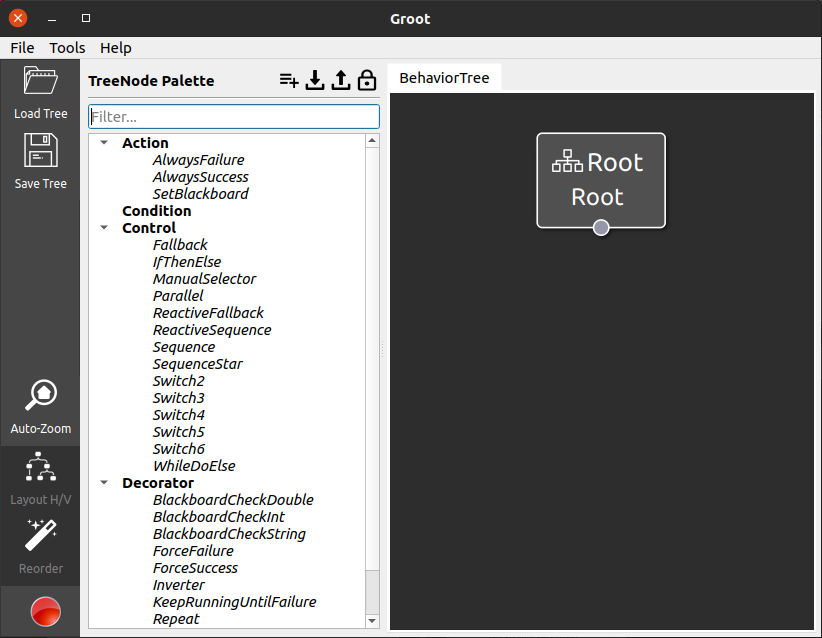 Groot
File Tools Help
Load Tree
Save Tree
Auto-Zoom
Layout H/V
Reorder
TreeNode Palette
Filter...
Action
AlwaysFailure
AlwaysSuccess
SetBlackboard
Condition
Control
Fallback
IfThenElse
ManualSelector
Parallel
ReactiveFallback
ReactiveSequence
Sequence
SequenceStar
Switch2
Switch3
Switch4
Switch5
Switch6
WhileDoElse
Decorator
BlackboardCheckDouble
BlackboardCheckInt
BlackboardCheckString
ForceFailure
ForceSuccess
Inverter
KeepRunningUntilFailure
Repeat
BehaviorTree
Root
Root